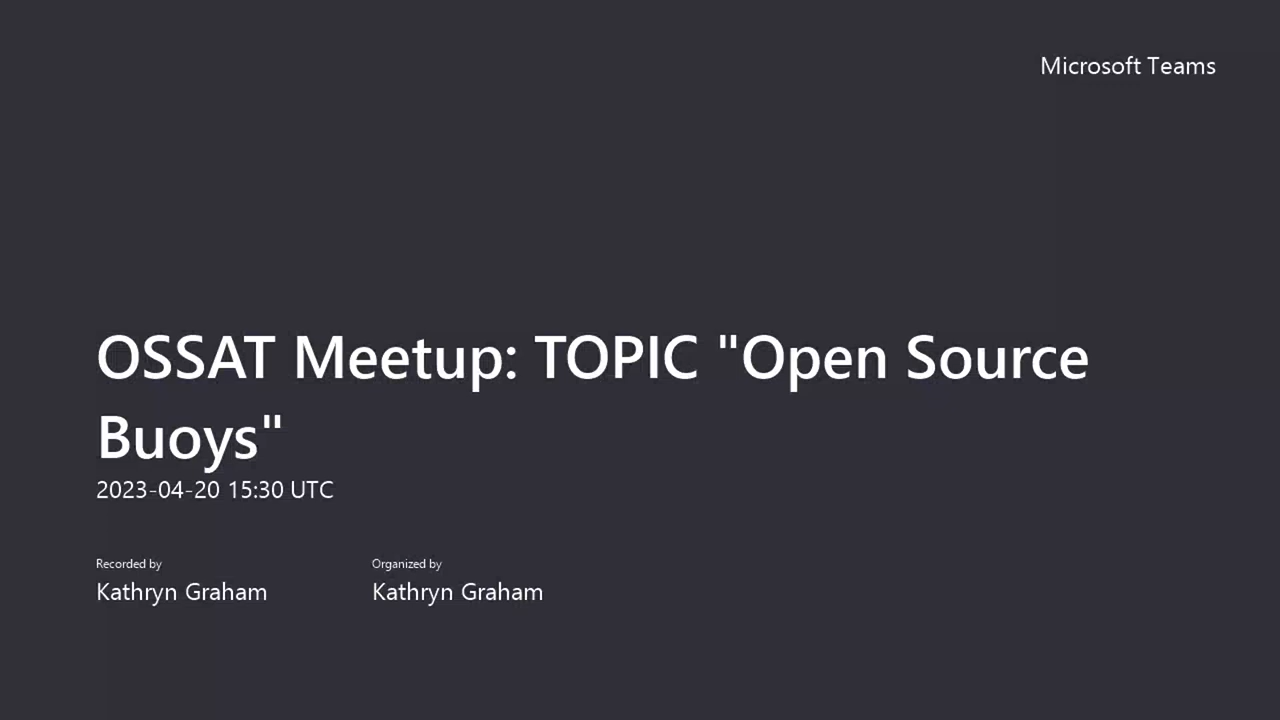 Microsoft Teams
OSSAT Meetup: TOPIC "Open Source
Buoys"
2023-04-20 15:30 UTC
Recorded by
Kathryn Graham
Organized by
Kathryn Graham